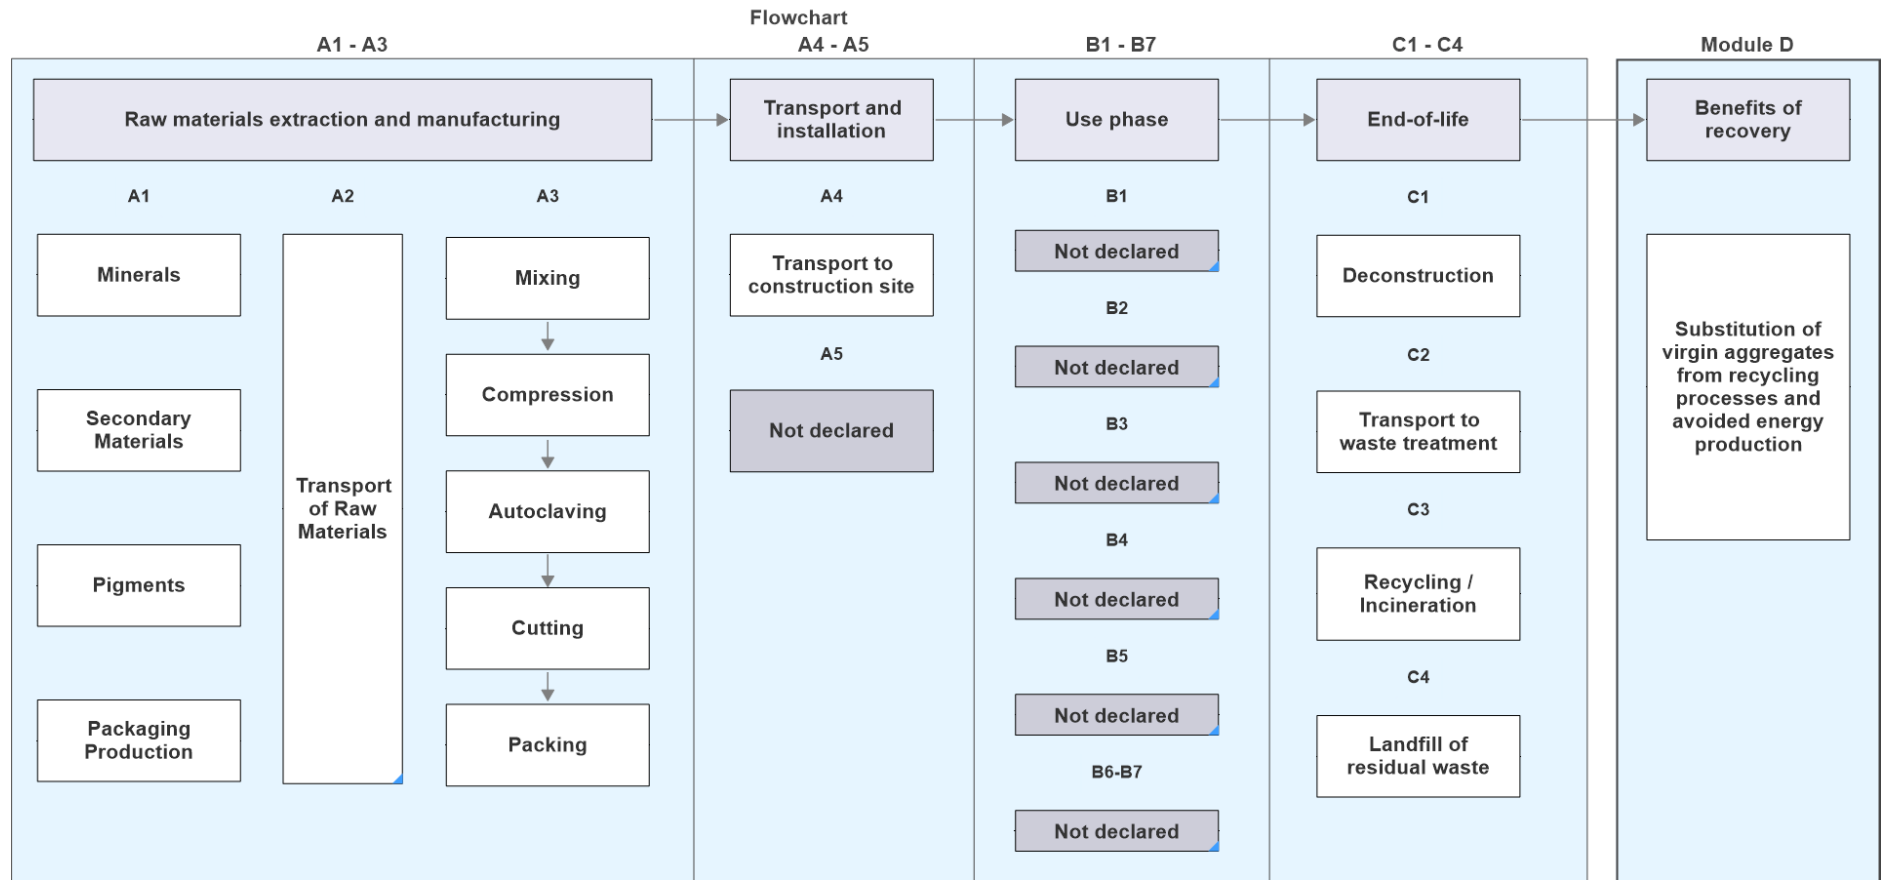 Flowchart
A1 - A3
A4 - A5
B1 - B7
C1 - C4
Module D
Raw materials extraction and manufacturing
Transport and
installation
Use phase
End-of-life
Benefits of
recovery
A1
Minerals
Secondary
Materials
Pigments
Packaging
Production
A2
Transport
of Raw
Materials
A3
Mixing
Compression
Autoclaving
Cutting
Packing
A4
Transport to
construction site
A5
Not declared
B1
Not declared
B2
Not declared
B3
Not declared
B4
Not declared
B5
Not declared
B6-B7
Not declared
C1
Deconstruction
C2
Transport to
waste treatment
C3
Recycling /
Incineration
C4
Landfill of
residual waste
Substitution of
virgin aggregates
from recycling
processes and
avoided energy
production